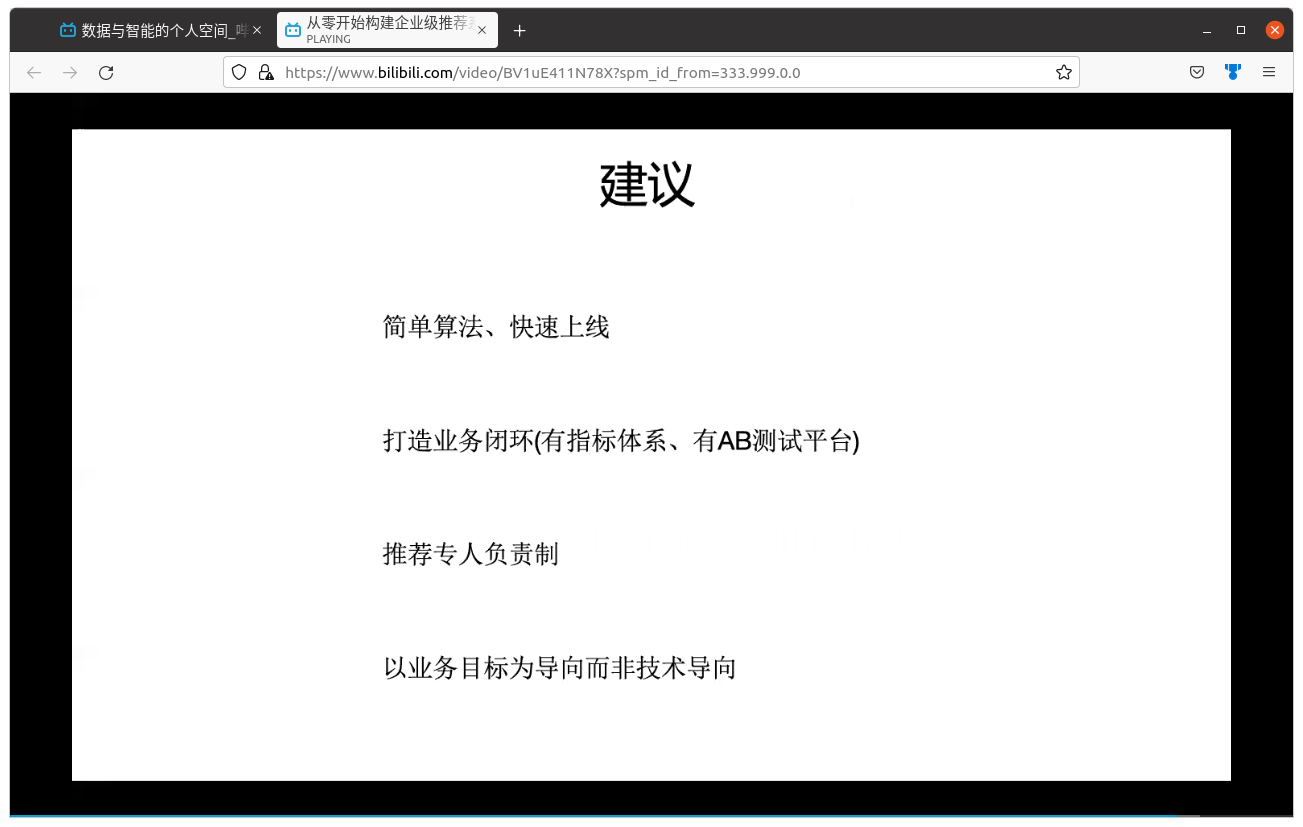 数据与智能的个人空间_哔
从零开始构建企业级推荐
PLAYING
https://www.bilibili.com/video/BV1uE411N78X?spm_id_from=333.999.0.0
建议
简单算法、快速上线
打造业务闭环(有指标体系、有AB测试平台)
推荐专人负责制
以业务目标为导向而非技术导向